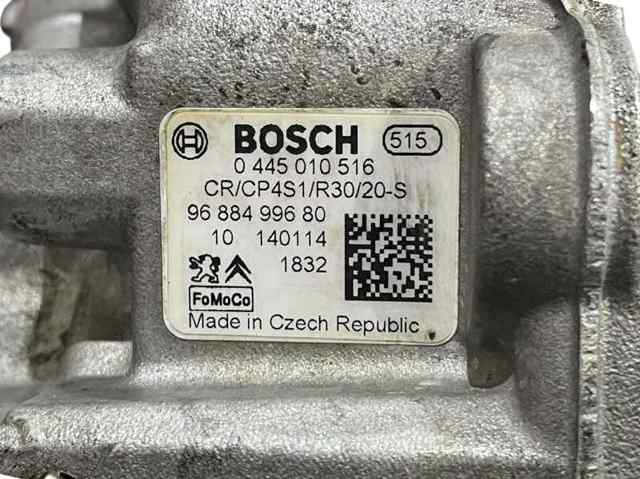 BOSCH 515
0 445 010 516
CR/CP4S1/R30/20-S
96 884 996 80
10 140114
1832
FoMoCo
Made in Czech Republic